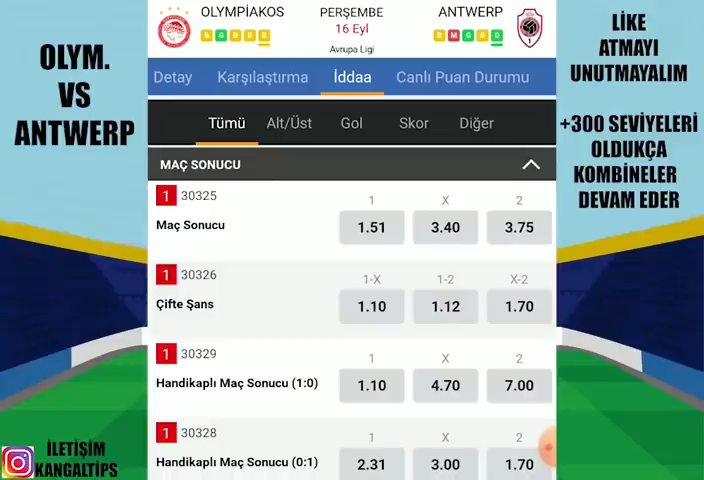 OLYM.
VS
ANTWERP
OLYMPİAKOS
B G B B B
PERŞEMBE
16 Eyl
Avrupa Ligi
ANTWERP
B M G B G
1
Detay Karşılaştırma İddaa Canlı Puan Durumu
Tümü Alt/Üst Gol Skor Diğer
MAÇ SONUCU
1 30325 1 X 2
Maç Sonucu 1.51 3.40 3.75
1 30326 1-X 1-2 X-2
Çifte Şans 1.10 1.12 1.70
1 30329 1 X 2
Handikaplı Maç Sonucu (1:0) 1.10 4.70 7.00
1 30328 1 X 2
Handikaplı Maç Sonucu (0:1) 2.31 3.00 1.70
LİKE
ATMAYI
UNUTMAYALIM
+300 SEVİYELERİ
OLDUKÇA
KOMBİNELER
DEVAM EDER
İLETİŞİM
KANGALTİPS